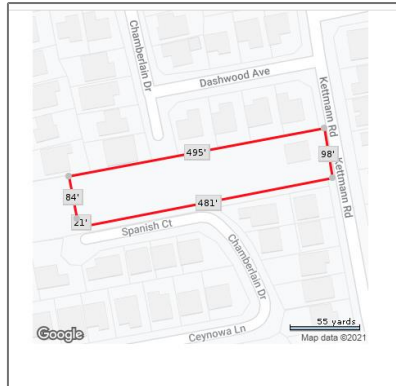 Chamberlain Dr
Dashwood Ave
Kettmann Rd
495'
98'
Kettmann Rd
84'
481'
21'
Spanish Ct
Chamberlain Dr
Ceynowa Ln
55 yards
Google
Map data ©2021